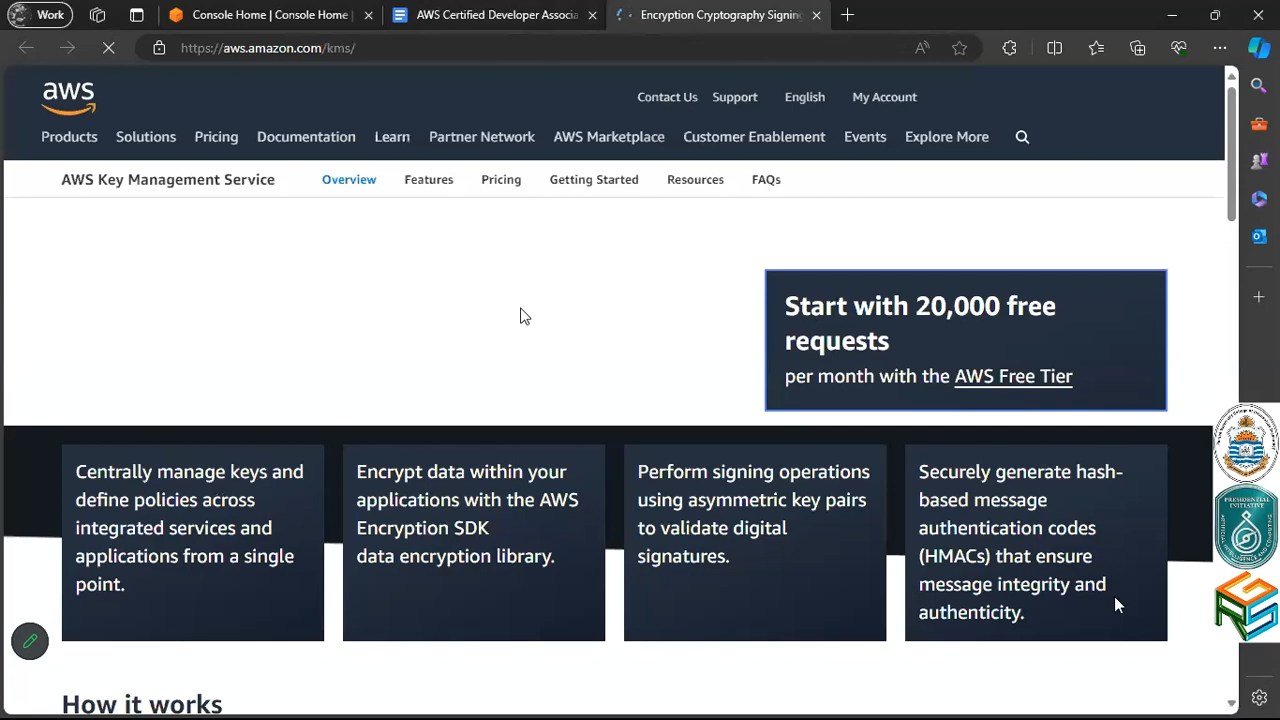 Work
Console Home | Console Home |
AWS Certified Developer Associa
Encryption Cryptography Signing
https://aws.amazon.com/kms/
aws
Contact Us Support English My Account
Products Solutions Pricing Documentation Learn Partner Network AWS Marketplace Customer Enablement Events Explore More
AWS Key Management Service Overview Features Pricing Getting Started Resources FAQs
Start with 20,000 free
requests
per month with the AWS Free Tier
Centrally manage keys and
define policies across
integrated services and
applications from a single
point.
Encrypt data within your
applications with the AWS
Encryption SDK
data encryption library.
Perform signing operations
using asymmetric key pairs
to validate digital
signatures.
Securely generate hash-
based message
authentication codes
(HMACs) that ensure
message integrity and
authenticity.
How it works
PRESIDENTIAL
INITIATIVE